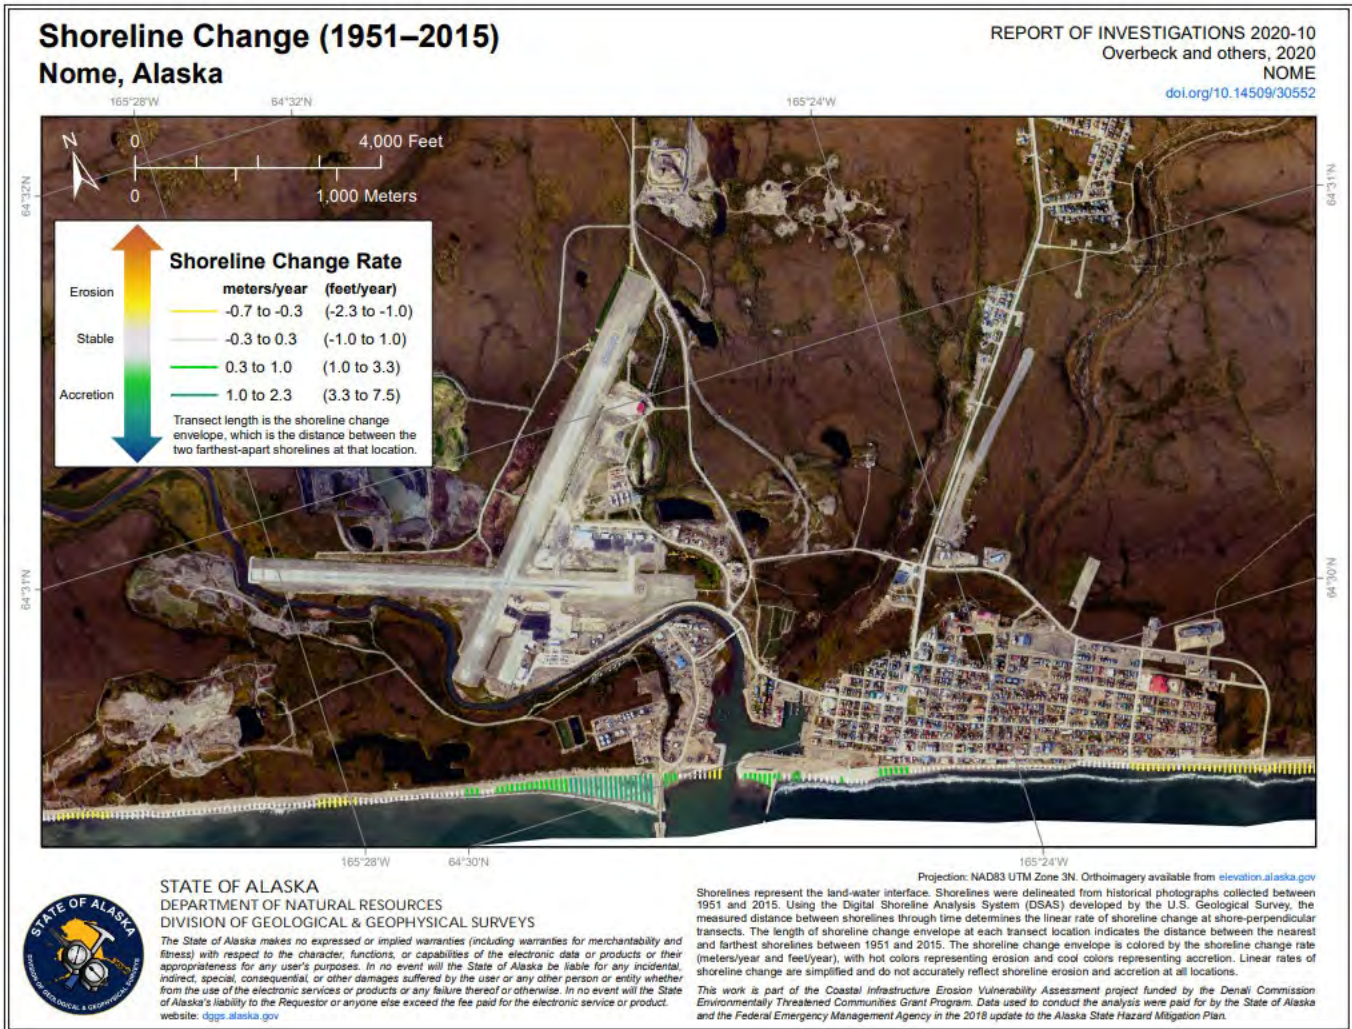 Shoreline Change (1951–2015)
Nome, Alaska
REPORT OF INVESTIGATIONS 2020-10
Overbeck and others, 2020
NOME
doi.org/10.14509/30552
165°28'W
64°32'N
165°24'W
64°32'N
64°31'N
64°31'N
64°30'N
N
0
4,000 Feet
0
1,000 Meters
Shoreline Change Rate
meters/year (feet/year)
Erosion
-0.7 to -0.3 (-2.3 to -1.0)
Stable
-0.3 to 0.3 (-1.0 to 1.0)
0.3 to 1.0 (1.0 to 3.3)
Accretion
1.0 to 2.3 (3.3 to 7.5)
Transect length is the shoreline change
envelope, which is the distance between the
two farthest-apart shorelines at that location.
165°28'W
64°30'N
165°24'W
STATE OF ALASKA
DIVISION OF GEOLOGICAL & GEOPHYSICAL SURVEYS
STATE OF ALASKA
DEPARTMENT OF NATURAL RESOURCES
DIVISION OF GEOLOGICAL & GEOPHYSICAL SURVEYS
The State of Alaska makes no expressed or implied warranties (including warranties for merchantability and
fitness) with respect to the character, functions, or capabilities of the electronic data or products or their
appropriateness for any user's purposes. In no event will the State of Alaska be liable for any incidental,
indirect, special, consequential, or other damages suffered by the user or any other person or entity whether
from the use of the electronic services or products or any failure thereof or otherwise. In no event will the State
of Alaska's liability to the Requestor or anyone else exceed the fee paid for the electronic service or product.
website: dggs.alaska.gov
Projection: NAD83 UTM Zone 3N. Orthoimagery available from elevation.alaska.gov
Shorelines represent the land-water interface. Shorelines were delineated from historical photographs collected between
1951 and 2015. Using the Digital Shoreline Analysis System (DSAS) developed by the U.S. Geological Survey, the
measured distance between shorelines through time determines the linear rate of shoreline change at shore-perpendicular
transects. The length of shoreline change envelope at each transect location indicates the distance between the nearest
and farthest shorelines between 1951 and 2015. The shoreline change envelope is colored by the shoreline change rate
(meters/year and feet/year), with hot colors representing erosion and cool colors representing accretion. Linear rates of
shoreline change are simplified and do not accurately reflect shoreline erosion and accretion at all locations.
This work is part of the Coastal Infrastructure Erosion Vulnerability Assessment project funded by the Denali Commission
Environmentally Threatened Communities Grant Program. Data used to conduct the analysis were paid for by the State of Alaska
and the Federal Emergency Management Agency in the 2018 update to the Alaska State Hazard Mitigation Plan.